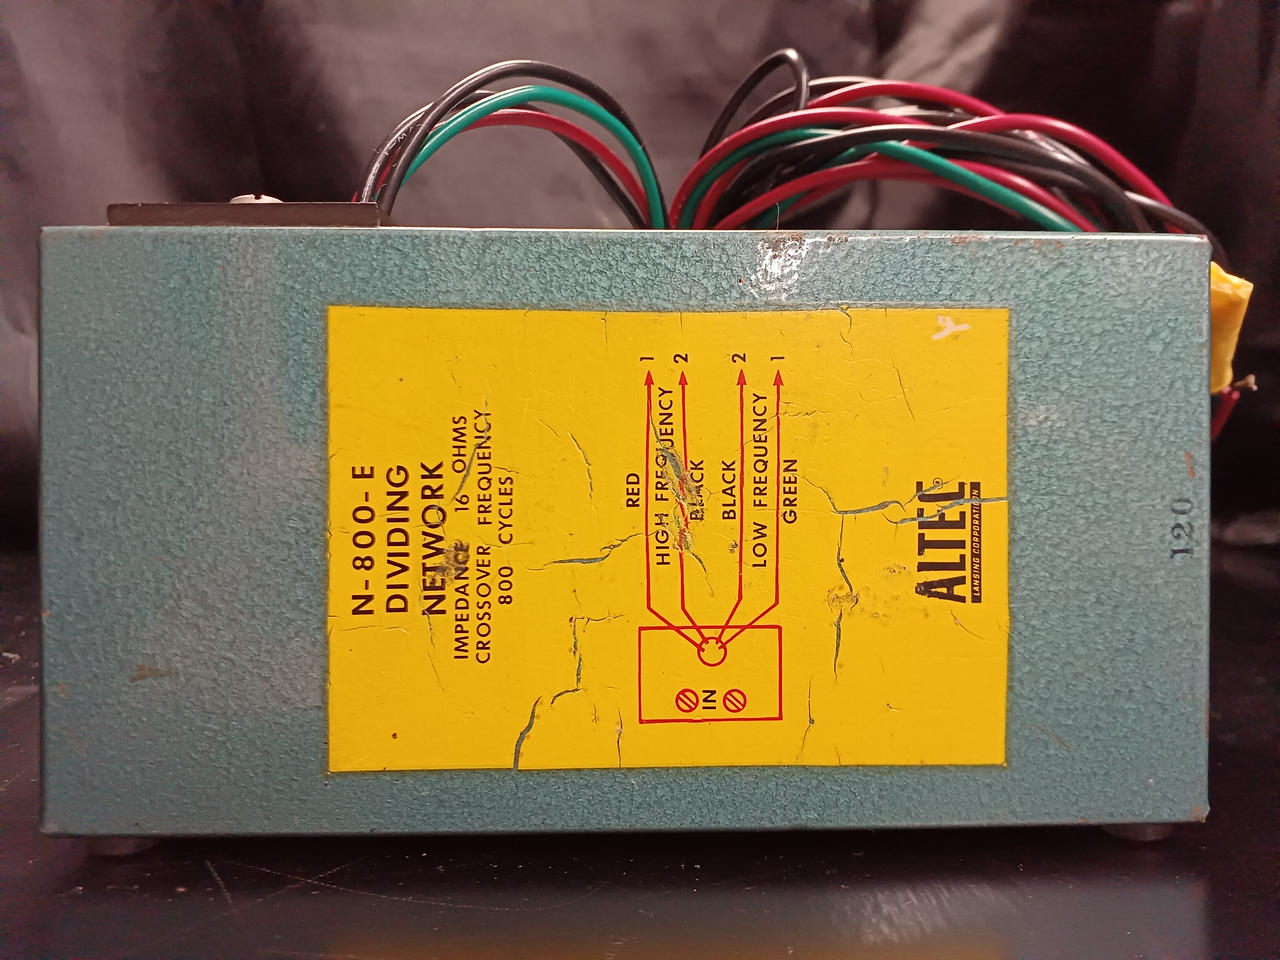 N-800-E
DIVIDING
NETWORK
IMPEDANCE 16 OHMS
CROSSOVER FREQUENCY
800 CYCLES
1
RED
HIGH FREQUENCY
2
BLACK
2
BLACK
LOW FREQUENCY
1
GREEN
IN
ALTEC®
LANSING CORPORATION
120